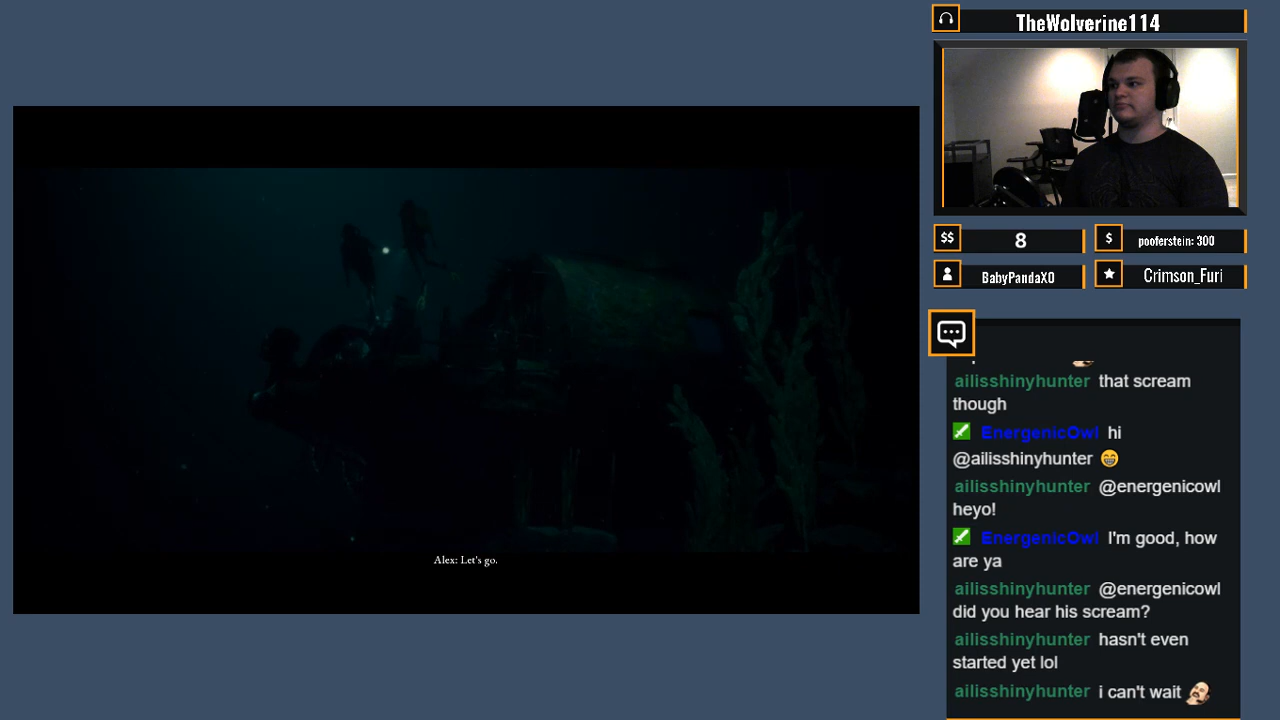 TheWolverine114
$$ 8
$ pooferstein: 300
BabyPandaXO
Crimson_Furi
ailisshinyhunter that scream
though
EnergenicOwl hi
@ailisshinyhunter 😁
ailisshinyhunter @energenicowl
heyo!
EnergenicOwl I'm good, how
are ya
ailisshinyhunter @energenicowl
did you hear his scream?
ailisshinyhunter hasn't even
started yet lol
ailisshinyhunter i can't wait
Alex: Let's go.